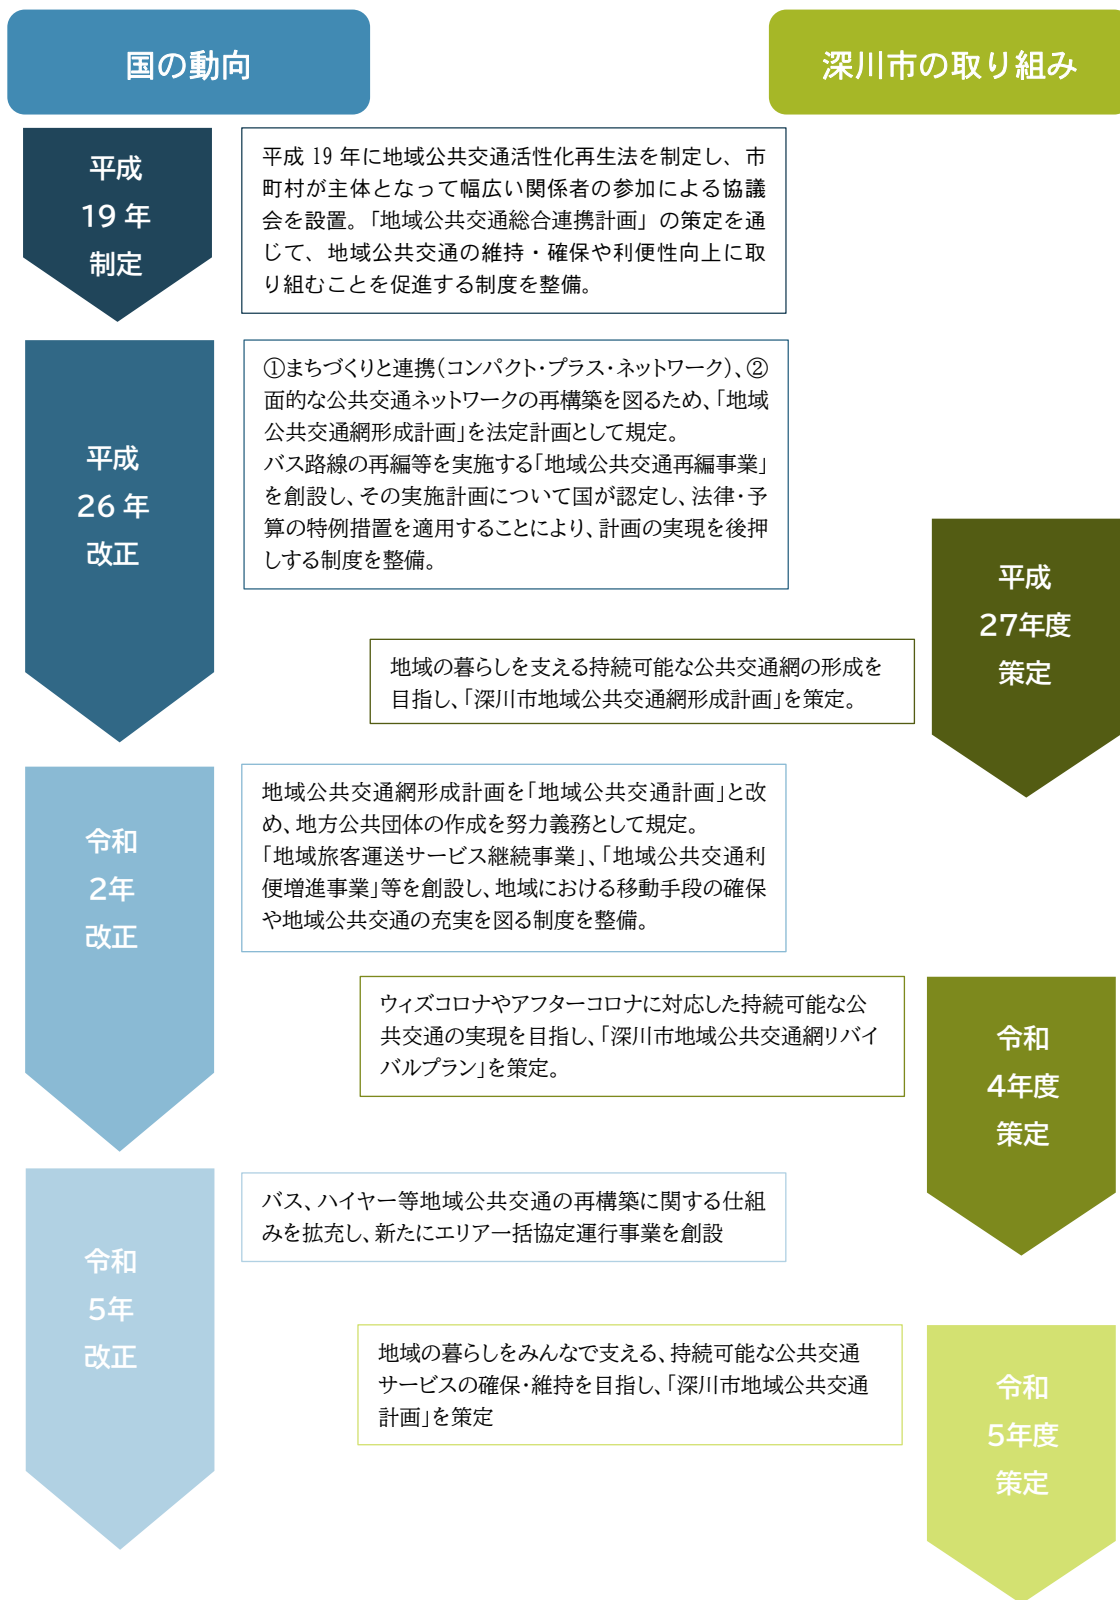 国の動向
深川市の取り組み
平成
19 年
制定
平成 19 年に地域公共交通活性化再生法を制定し、市
町村が主体となって幅広い関係者の参加による協議
会を設置。「地域公共交通総合連携計画」の策定を通
じて、地域公共交通の維持・確保や利便性向上に取
り組むことを促進する制度を整備。
平成
26 年
改正
①まちづくりと連携(コンパクト・プラス・ネットワーク)、②
面的な公共交通ネットワークの再構築を図るため、「地域
公共交通網形成計画」を法定計画として規定。
バス路線の再編等を実施する「地域公共交通再編事業」
を創設し、その実施計画について国が認定し、法律・予
算の特例措置を適用することにより、計画の実現を後押
しする制度を整備。
平成
27年度
策定
地域の暮らしを支える持続可能な公共交通網の形成を
目指し、「深川市地域公共交通網形成計画」を策定。
令和
2年
改正
地域公共交通網形成計画を「地域公共交通計画」と改
め、地方公共団体の作成を努力義務として規定。
「地域旅客運送サービス継続事業」、「地域公共交通利
便増進事業」等を創設し、地域における移動手段の確保
や地域公共交通の充実を図る制度を整備。
ウィズコロナやアフターコロナに対応した持続可能な公
共交通の実現を目指し、「深川市地域公共交通網リバイ
バルプラン」を策定。
令和
4年度
策定
令和
5年
改正
バス、ハイヤー等地域公共交通の再構築に関する仕組
みを拡充し、新たにエリア一括協定運行事業を創設
地域の暮らしをみんなで支える、持続可能な公共交通
サービスの確保・維持を目指し、「深川市地域公共交通
計画」を策定
令和
5年度
策定